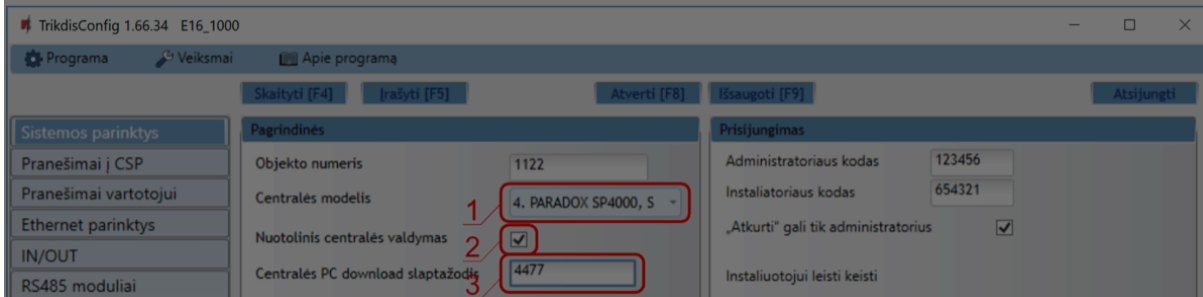 TrikdisConfig 1.66.34 E16_1000
Programa Veiksmai Apie programą
Skaityti [F4] Įrašyti [F5] Atverti [F8] Išsaugoti [F9] Atsijungti
Sistemos parinktys
Pranešimai į CSP
Pranešimai vartotojui
Ethernet parinktys
IN/OUT
RS485 moduliai
Pagrindinės
Objekto numeris 1122
Centralės modelis 1 4. PARADOX SP4000, S
Nuotolinis centralės valdymas 2
Centralės PC download slaptažodis 3 4477
Prisijungimas
Administratoriaus kodas 123456
Instaliatoriaus kodas 654321
„Atkurti“ gali tik administratorius
Instaliuotojui leisti keisti